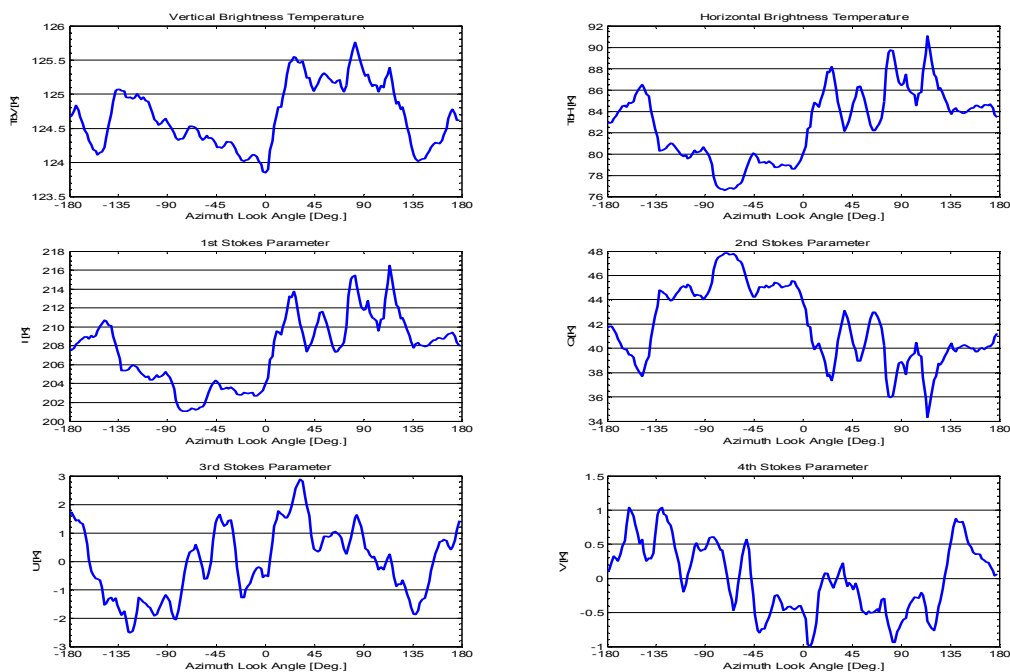 Vertical Brightness Temperature
126
125.5
125
124.5
124
123.5
TbV[K]
-180 -135 -90 -45 0 45 90 135 180
Azimuth Look Angle [Deg.]
Horizontal Brightness Temperature
92
88
84
80
76
TbH[K]
-180 -135 -90 -45 0 45 90 135 180
Azimuth Look Angle [Deg.]
1st Stokes Parameter
218
216
214
212
210
208
206
204
202
200
I [K]
-180 -135 -90 -45 0 45 90 135 180
Azimuth Look Angle [Deg.]
2nd Stokes Parameter
48
46
44
42
40
38
36
34
Q[K]
-180 -135 -90 -45 0 45 90 135 180
Azimuth Look Angle [Deg.]
3rd Stokes Parameter
3
2
1
0
-1
-2
-3
U[K]
-180 -135 -90 -45 0 45 90 135 180
Azimuth Look Angle [Deg.]
4th Stokes Parameter
1.5
1
0.5
0
-0.5
-1
V[K]
-180 -135 -90 -45 0 45 90 135 180
Azimuth Look Angle [Deg.]